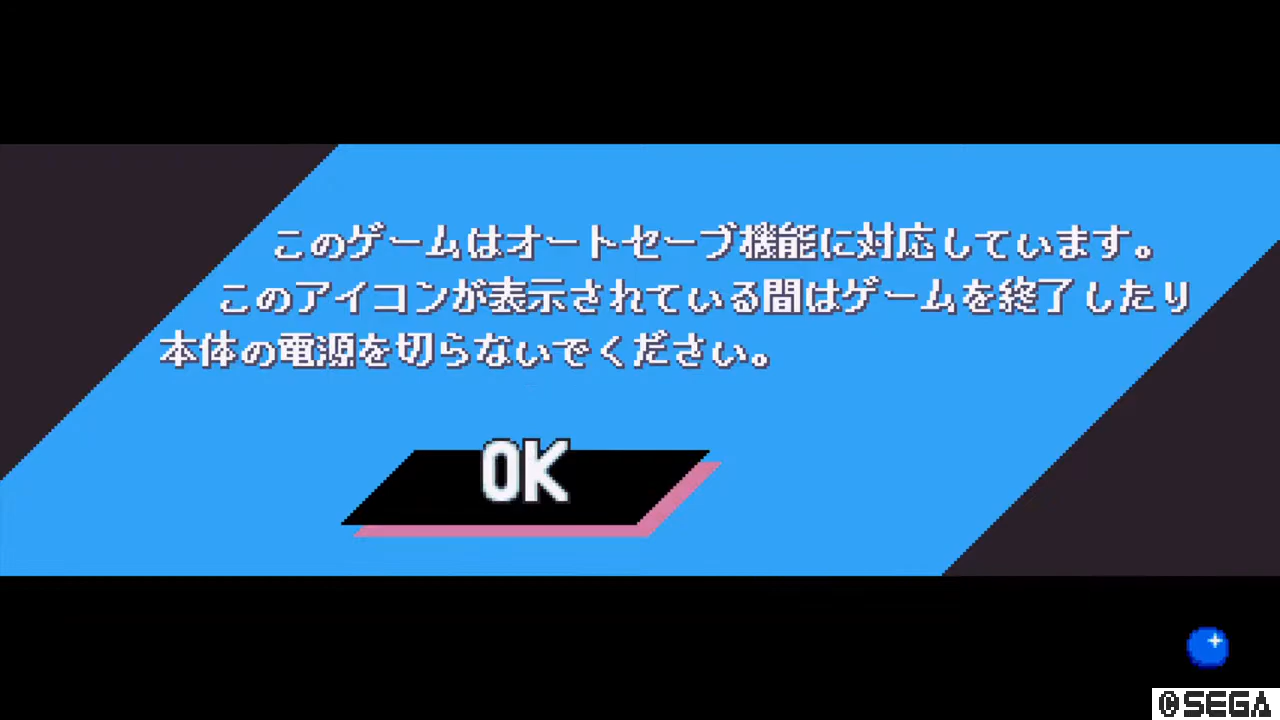 このゲームはオートセーブ機能に対応しています。
このアイコンが表示されている間はゲームを終了したり
本体の電源を切らないでください。
OK
©SEGA